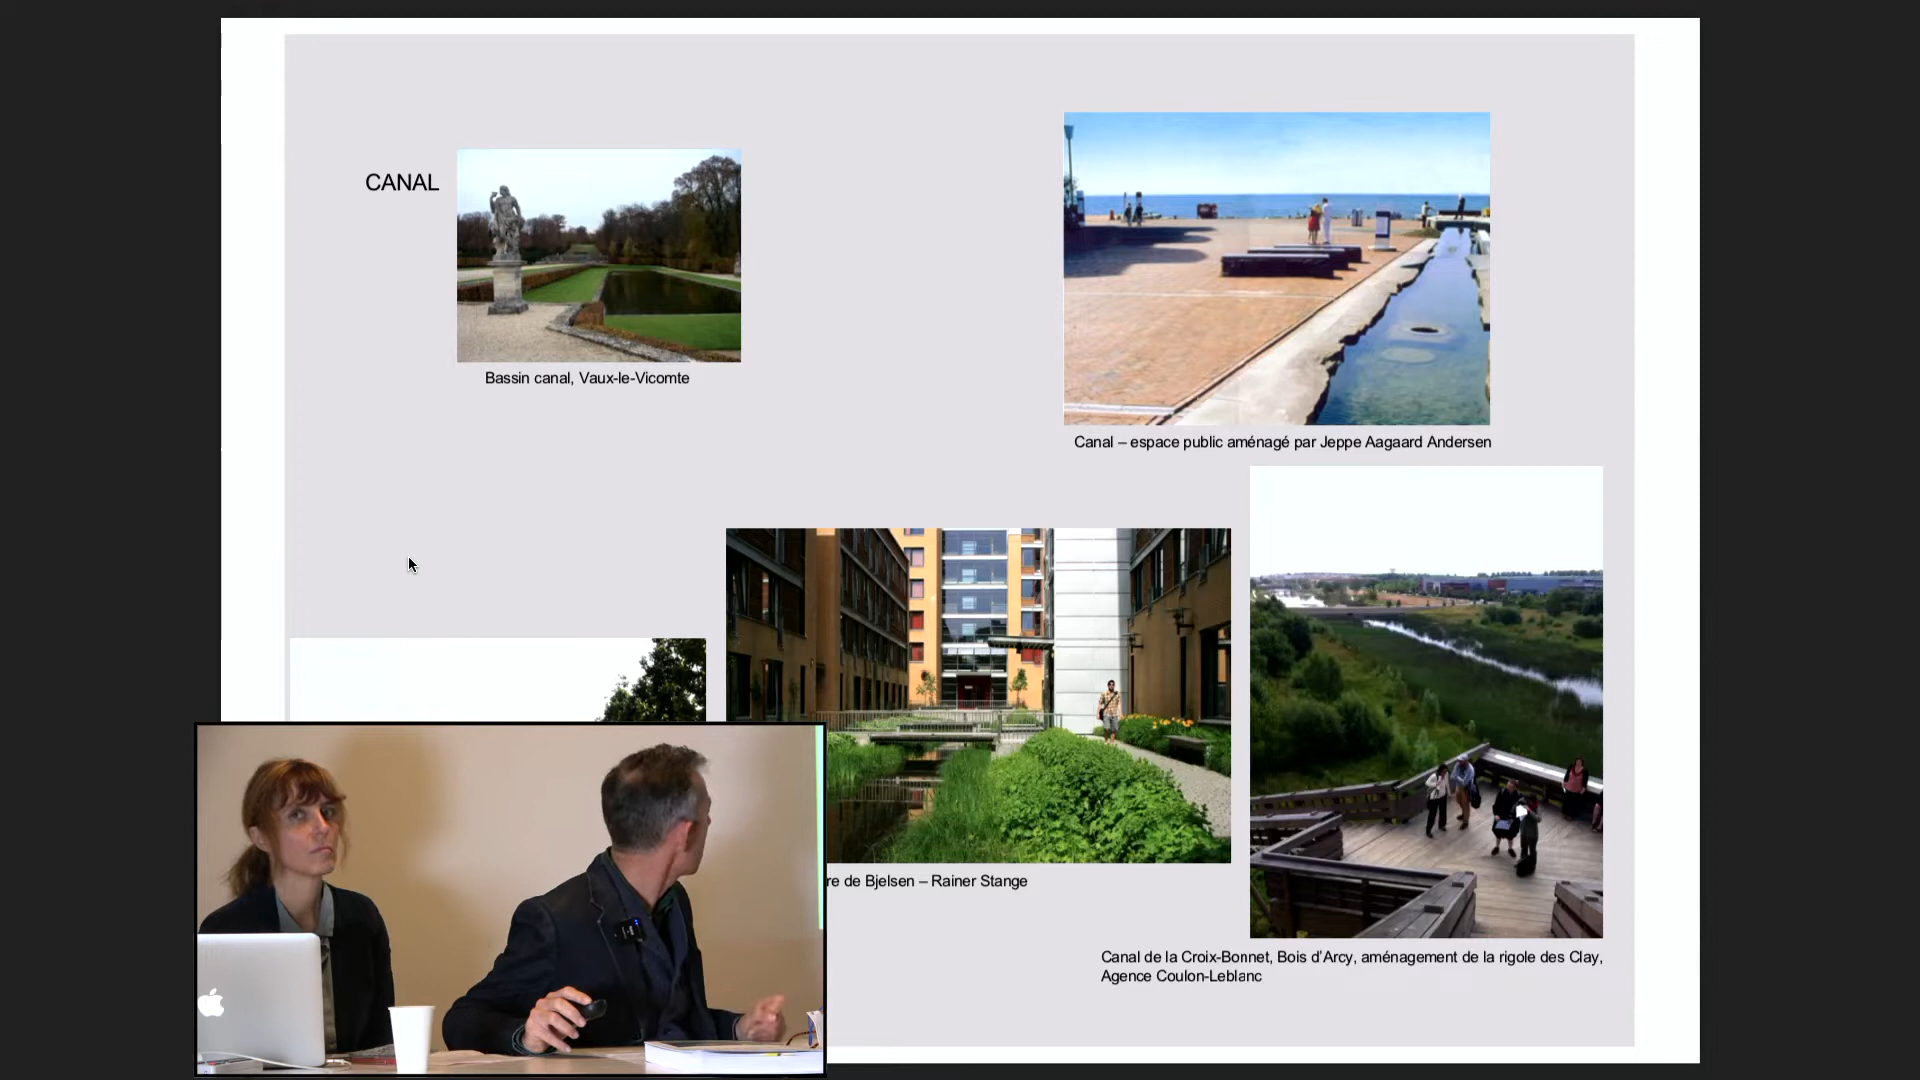 CANAL
Bassin canal, Vaux-le-Vicomte
Canal – espace public aménagé par Jeppe Aagaard Andersen
re de Bjelsen – Rainer Stange
Canal de la Croix-Bonnet, Bois d'Arcy, aménagement de la rigole des Clay,
Agence Coulon-Leblanc